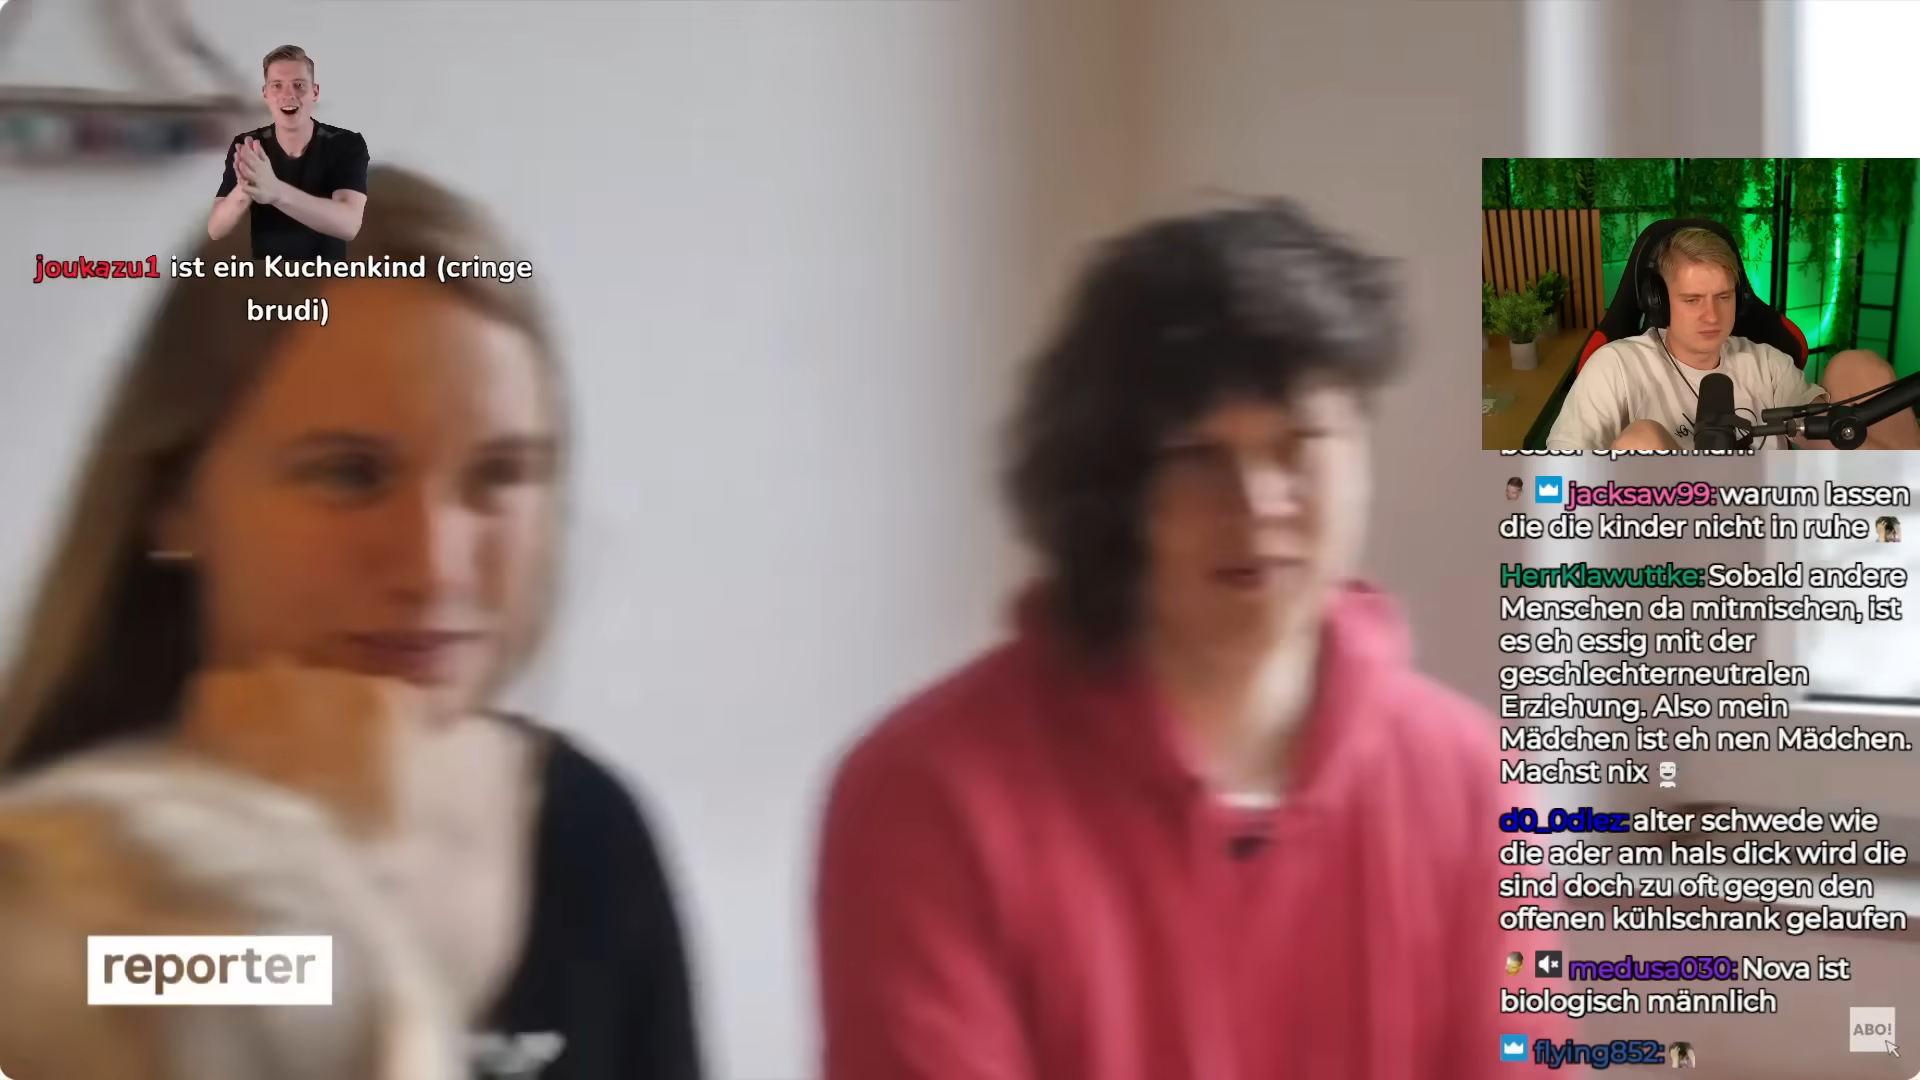 joukazu1 ist ein Kuchenkind (cringe
brudi)
bester Spiderman!
jacksaw99: warum lassen
die die kinder nicht in ruhe
HerrKlawuttke: Sobald andere
Menschen da mitmischen, ist
es eh essig mit der
geschlechterneutralen
Erziehung. Also mein
Mädchen ist eh nen Mädchen.
Machst nix
d0_0dlez: alter schwede wie
die ader am hals dick wird die
sind doch zu oft gegen den
offenen kühlschrank gelaufen
medusa030: Nova ist
biologisch männlich
flying852:
reporter
ABO!